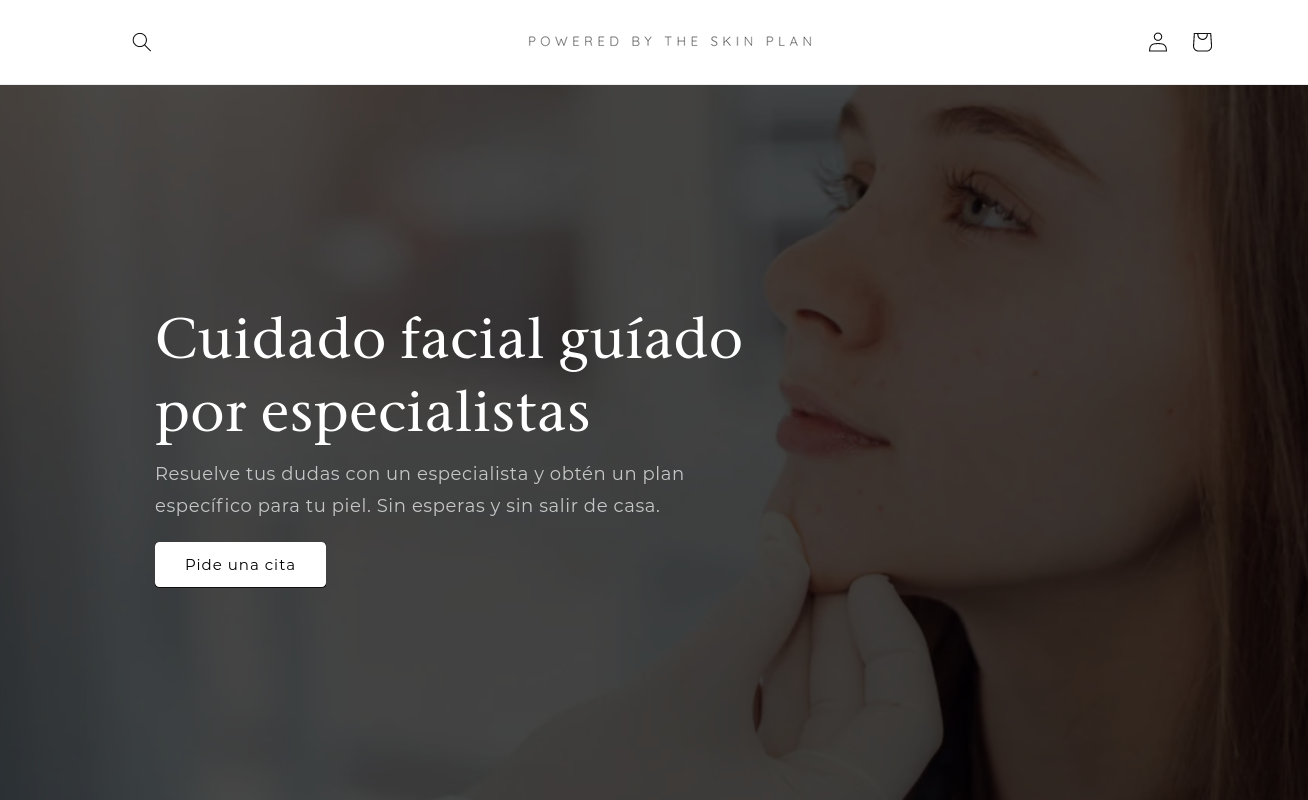 POWERED BY THE SKIN PLAN
Cuidado facial guíado
por especialistas
Resuelve tus dudas con un especialista y obtén un plan
específico para tu piel. Sin esperas y sin salir de casa.
Pide una cita